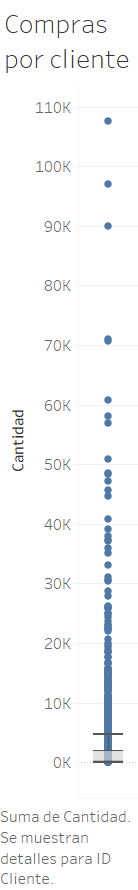 Compras
por cliente
110K
100K
90K
80K
70K
60K
50K
40K
30K
20K
10K
0K
Cantidad
Suma de Cantidad.
Se muestran
detalles para ID
Cliente.